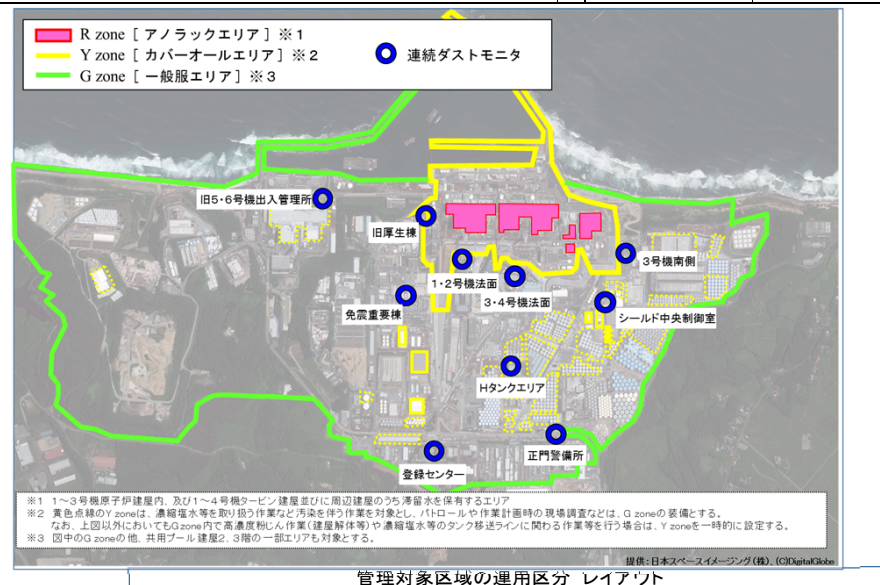 R zone [ アノラックエリア ] ※1
Y zone [ カバーオールエリア ] ※2
G zone [ 一般服エリア ] ※3
連続ダストモニタ
旧5・6号機出入管理所
旧厚生棟
3号機南側
1・2号機法面
3・4号機法面
免震重要棟
シールド中央制御室
Hタンクエリア
正門警備所
登録センター
※1 1～3号機原子炉建屋内、及び1～4号機タービン建屋並びに周辺建屋のうち滞留水を保有するエリア
※2 黄色点線のY zoneは、濃縮塩水等を取り扱う作業など汚染を伴う作業を対象とし、パトロールや作業計画時の現場調査などは、G zoneの装備とする。
なお、上図以外においてもG zone内で高濃度粉じん作業(建屋解体等)や濃縮塩水等のタンク移送ラインに関わる作業等を行う場合は、Y zoneを一時的に設定する。
※3 図中のG zoneの他、共用プール建屋2、3階の一部エリアも対象とする。
提供：日本スペースイメージング(株)、(C)DigitalGlobe
管理対象区域の運用区分 レイアウト